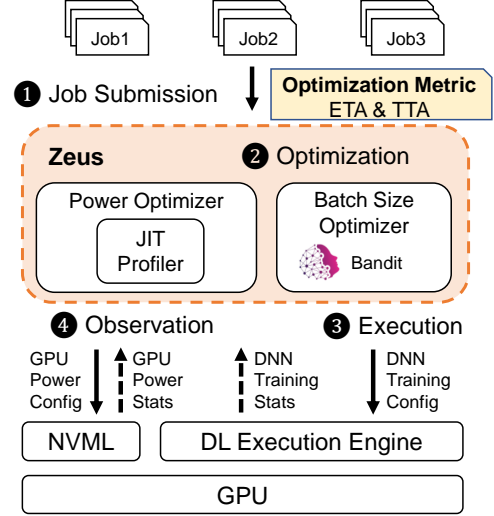 Job1
Job2
Job3
❶ Job Submission
Optimization Metric
ETA & TTA
Zeus
❷ Optimization
Power Optimizer
JIT
Profiler
Batch Size
Optimizer
Bandit
❹ Observation
❸ Execution
GPU
Power
Config
GPU
Power
Stats
DNN
Training
Stats
DNN
Training
Config
NVML
DL Execution Engine
GPU